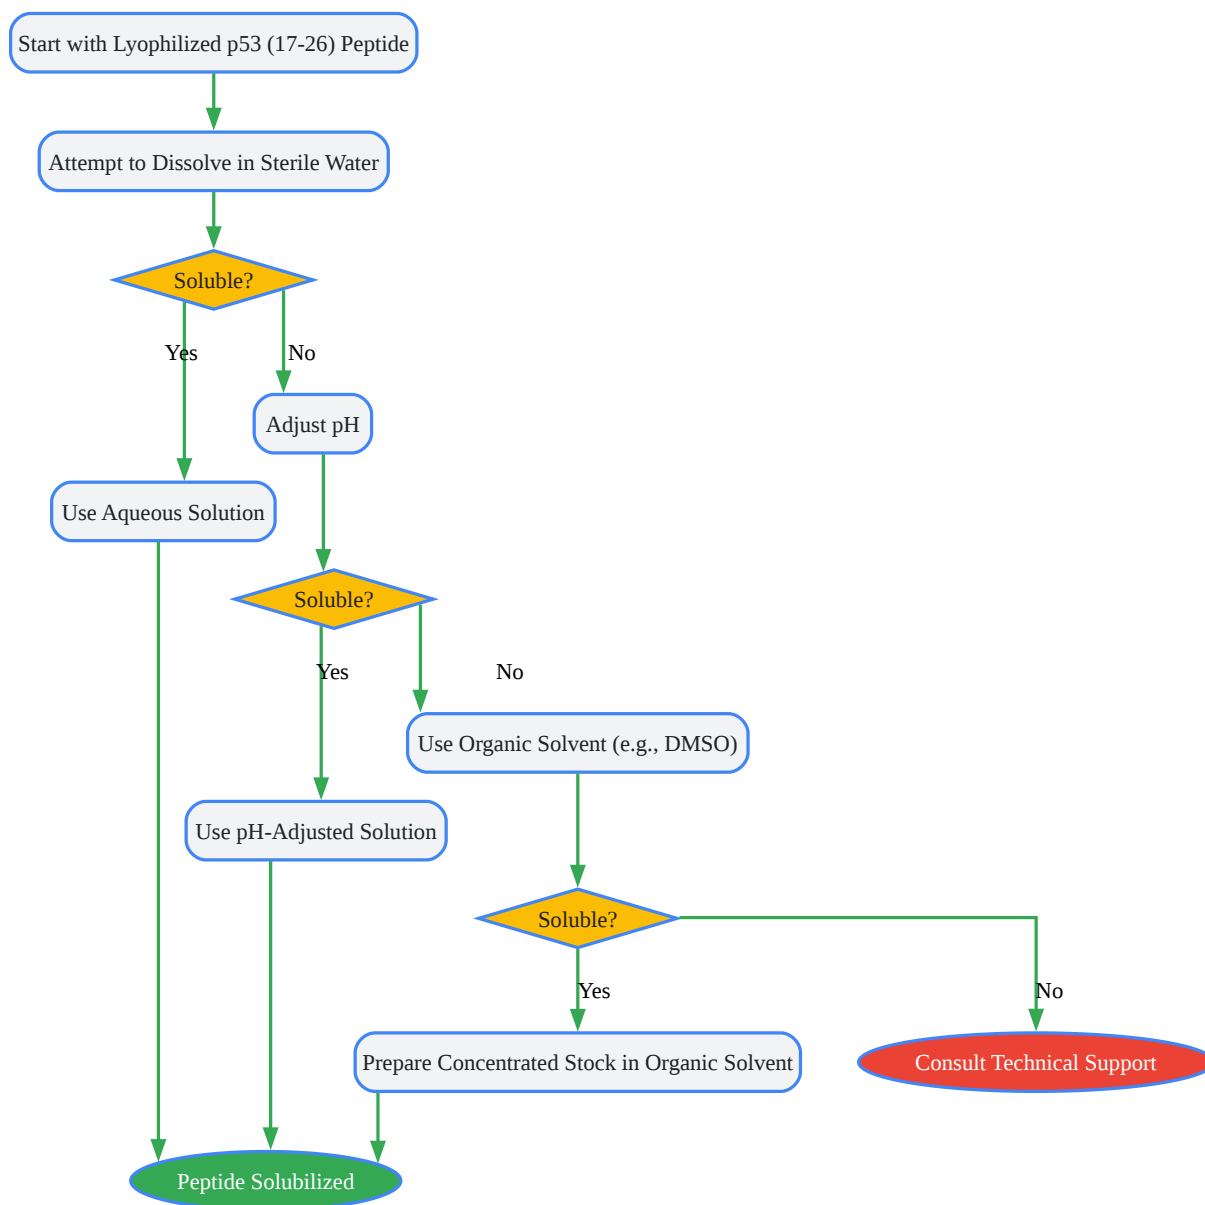 Start with Lyophilized p53 (17-26) Peptide
Attempt to Dissolve in Sterile Water
Soluble?
Yes
No
Adjust pH
Use Aqueous Solution
Soluble?
Yes
No
Use Organic Solvent (e.g., DMSO)
Use pH-Adjusted Solution
Soluble?
Yes
No
Prepare Concentrated Stock in Organic Solvent
Consult Technical Support
Peptide Solubilized